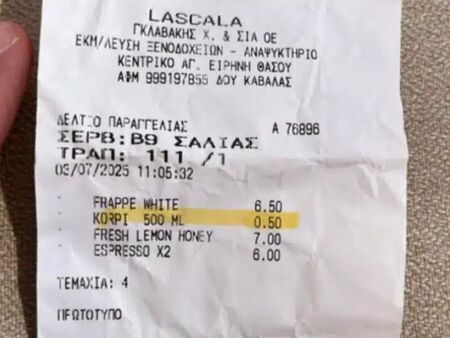 LASCALA
ΓΚΛΑΒΑΚΗΣ Χ. & ΣΙΑ ΟΕ
ΕΚΜ/ΛΕΥΣΗ ΞΕΝΟΔΟΧΕΙΩΝ - ΑΝΑΨΥΚΤΗΡΙΟ
ΚΕΝΤΡΙΚΟ ΑΓ. ΕΙΡΗΝΗ ΘΑΣΟΥ
ΑΦΜ 999197855 ΔΟΥ ΚΑΒΑΛΑΣ
ΔΕΛΤΙΟ ΠΑΡΑΓΓΕΛΙΑΣ A 76896
ΣΕΡΒ:B9 ΣΑΛΙΑΣ
ΤΡΑΠ: 111 /1
03/07/2025 11:05:32
FRAPPE WHITE 6.50
KORPI 500 ML 0.50
FRESH LEMON HONEY 7.00
ESPRESSO X2 6.00
ΤΕΜΑΧΙΑ: 4
ΠΡΩΤΟΤΥΠΟ